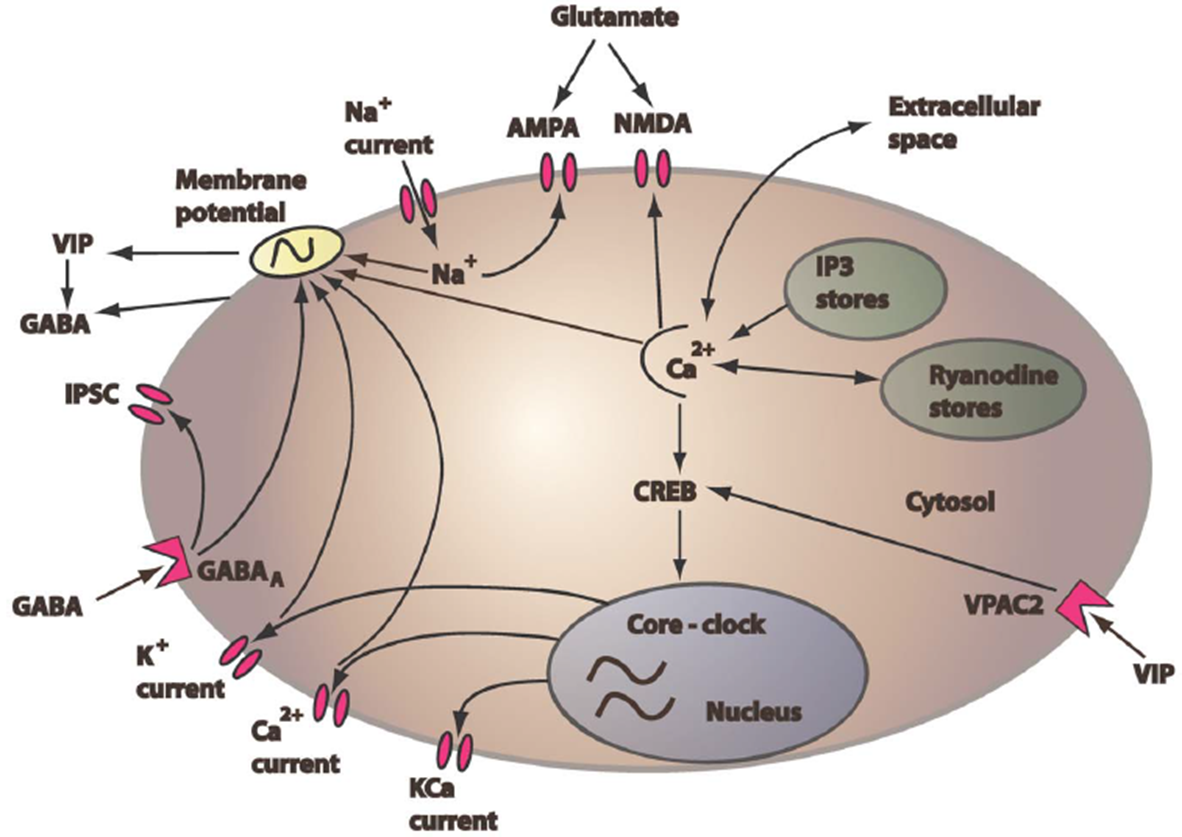 Glutamate
Na+
current
AMPA
NMDA
Extracellular
space
Membrane
potential
VIP
GABA
Na+
IP3
stores
Ca2+
Ryanodine
stores
IPSC
CREB
Cytosol
GABAA
GABA
VPAC2
VIP
Core - clock
Nucleus
K+
current
Ca2+
current
KCa
current